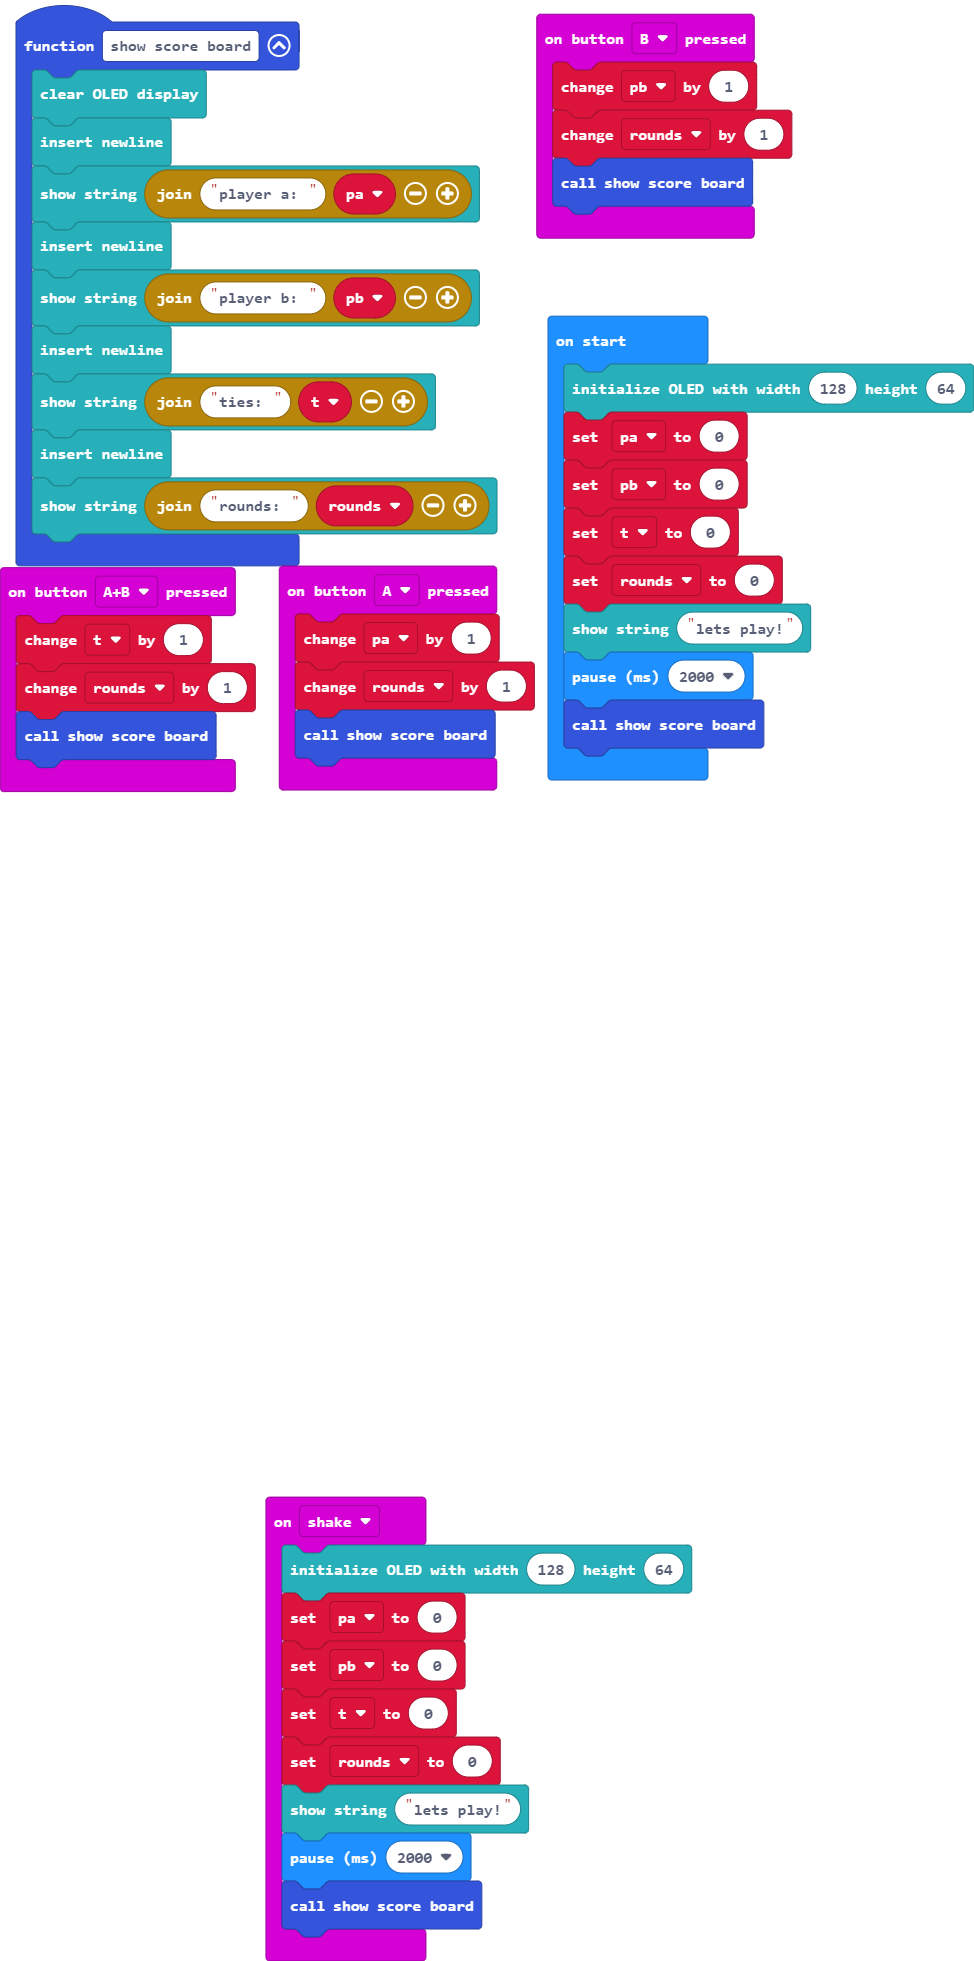 function show score board
clear OLED display
insert newline
show string join "player a: " pa
insert newline
show string join "player b: " pb
insert newline
show string join "ties: " t
insert newline
show string join "rounds: " rounds
on button B pressed
change pb by 1
change rounds by 1
call show score board
on start
initialize OLED with width 128 height 64
set pa to 0
set pb to 0
set t to 0
set rounds to 0
show string "lets play!"
pause (ms) 2000
call show score board
on button A+B pressed
change t by 1
change rounds by 1
call show score board
on button A pressed
change pa by 1
change rounds by 1
call show score board
on shake
initialize OLED with width 128 height 64
set pa to 0
set pb to 0
set t to 0
set rounds to 0
show string "lets play!"
pause (ms) 2000
call show score board